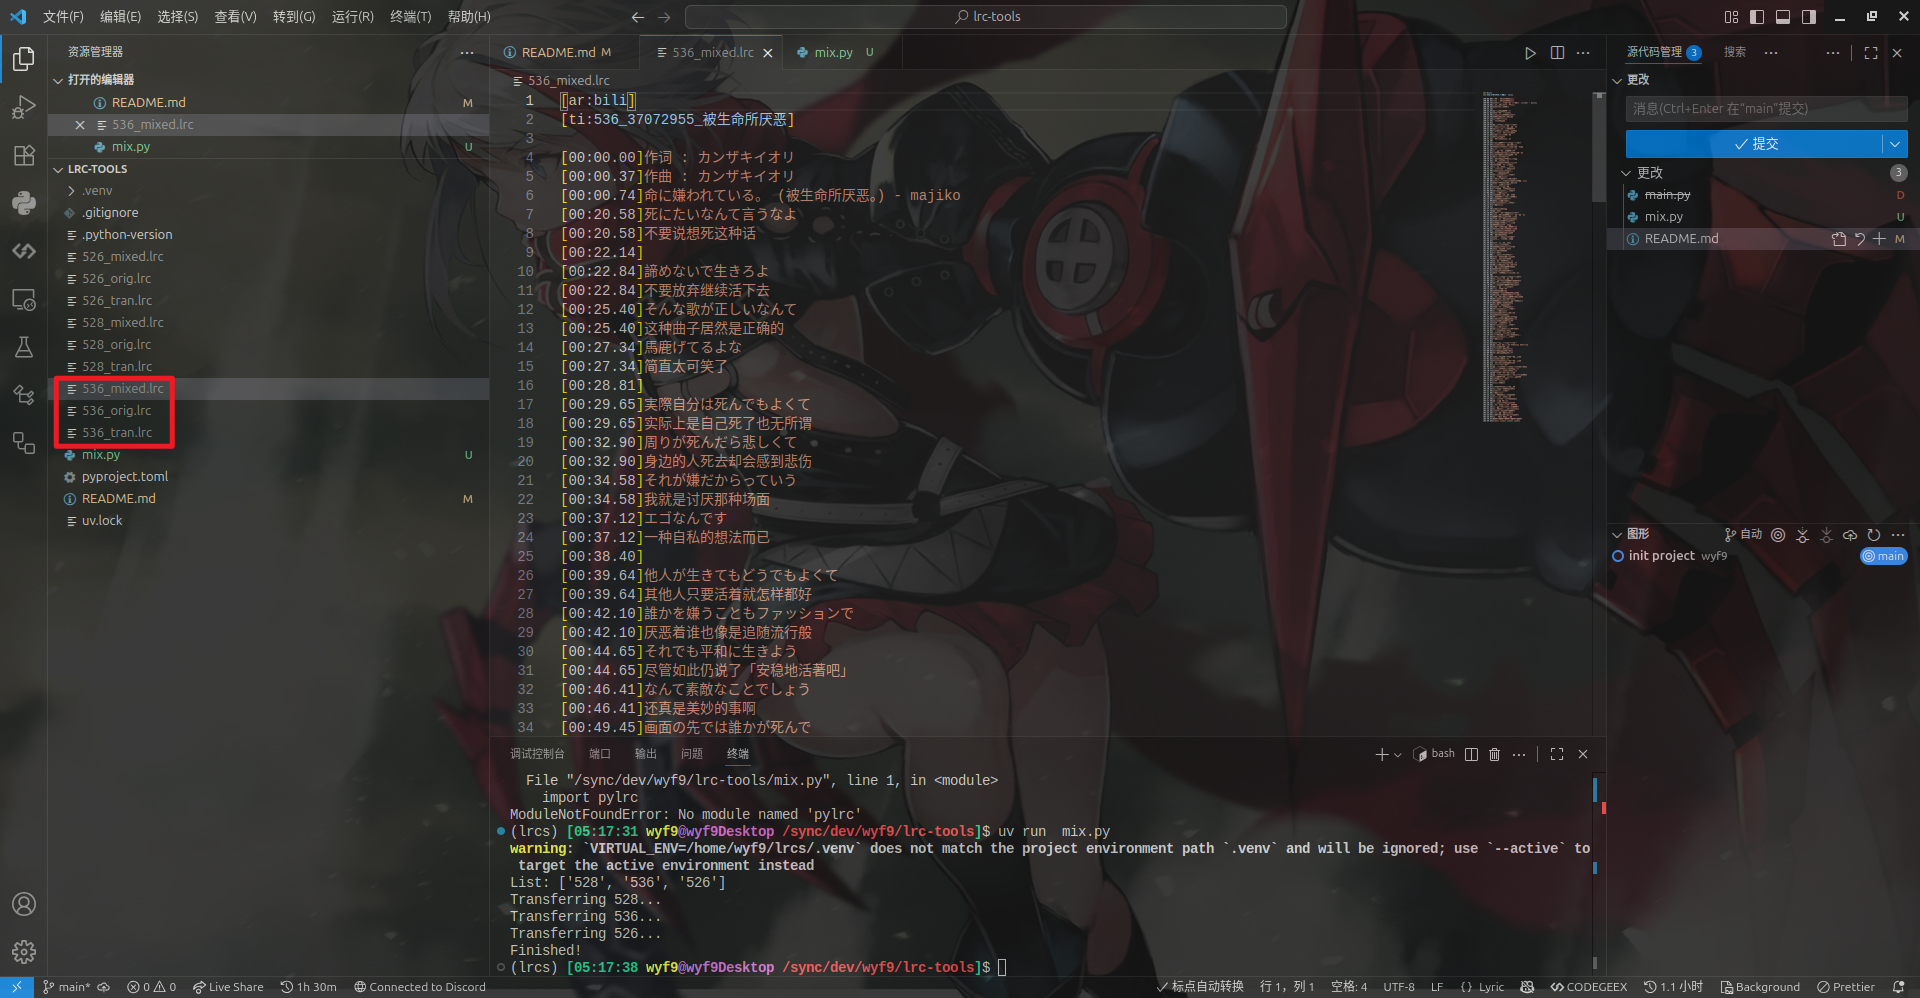 文件(F) 编辑(E) 选择(S) 查看(V) 转到(G) 运行(R) 终端(T) 帮助(H)
lrc-tools
资源管理器
打开的编辑器
README.md M
536_mixed.lrc
mix.py U
LRC-TOOLS
.venv
.gitignore
.python-version
526_mixed.lrc
526_orig.lrc
526_tran.lrc
528_mixed.lrc
528_orig.lrc
528_tran.lrc
536_mixed.lrc
536_orig.lrc
536_tran.lrc
mix.py U
pyproject.toml
README.md M
uv.lock
README.md M 536_mixed.lrc mix.py U
536_mixed.lrc
1 [ar:bili]
2 [ti:536_37072955_被生命所厌恶]
3
4 [00:00.00]作词 : カンザキイオリ
5 [00:00.37]作曲 : カンザキイオリ
6 [00:00.74]命に嫌われている。 (被生命所厌恶。) - majiko
7 [00:20.58]死にたいなんて言うなよ
8 [00:20.58]不要说想死这种话
9 [00:22.14]
10 [00:22.84]諦めないで生きろよ
11 [00:22.84]不要放弃继续活下去
12 [00:25.40]そんな歌が正しいなんて
13 [00:25.40]这种曲子居然是正确的
14 [00:27.34]馬鹿げてるよな
15 [00:27.34]简直太可笑了
16 [00:28.81]
17 [00:29.65]実際自分は死んでもよくて
18 [00:29.65]实际上是自己死了也无所谓
19 [00:32.90]周りが死んだら悲しくて
20 [00:32.90]身边的人死去却会感到悲伤
21 [00:34.58]それが嫌だからっていう
22 [00:34.58]我就是讨厌那种场面
23 [00:37.12]エゴなんです
24 [00:37.12]一种自私的想法而已
25 [00:38.40]
26 [00:39.64]他人が生きてもどうでもよくて
27 [00:39.64]其他人只要活着就怎样都好
28 [00:42.10]誰かを嫌うこともファッションで
29 [00:42.10]厌恶着谁也像是追随流行般
30 [00:44.65]それでも平和に生きよう
31 [00:44.65]尽管如此仍说了「安稳地活著吧」
32 [00:46.41]なんて素敵なことでしょう
33 [00:46.41]还真是美妙的事啊
34 [00:49.45]画面の先では誰かが死んで
调试控制台 端口 输出 问题 终端
bash
File "/sync/dev/wyf9/lrc-tools/mix.py", line 1, in <module>
import pylrc
ModuleNotFoundError: No module named 'pylrc'
(lrcs) [05:17:31 wyf9@wyf9Desktop /sync/dev/wyf9/lrc-tools]$ uv run  mix.py
warning: `VIRTUAL_ENV=/home/wyf9/lrcs/.venv` does not match the project environment path `.venv` and will be ignored; use `--active` to
target the active environment instead
List: ['528', '536', '526']
Transferring 528...
Transferring 536...
Transferring 526...
Finished!
(lrcs) [05:17:38 wyf9@wyf9Desktop /sync/dev/wyf9/lrc-tools]$
源代码管理 3 搜索
更改
消息(Ctrl+Enter 在"main"提交)
提交
更改 3
main.py D
mix.py U
README.md M
图形 自动
init project wyf9 main
main* 0 0 Live Share 1h 30m Connected to Discord
标点自动转换 行 1，列 1 空格: 4 UTF-8 LF {} Lyric CODEGEEX 1.1 小时 Background Prettier